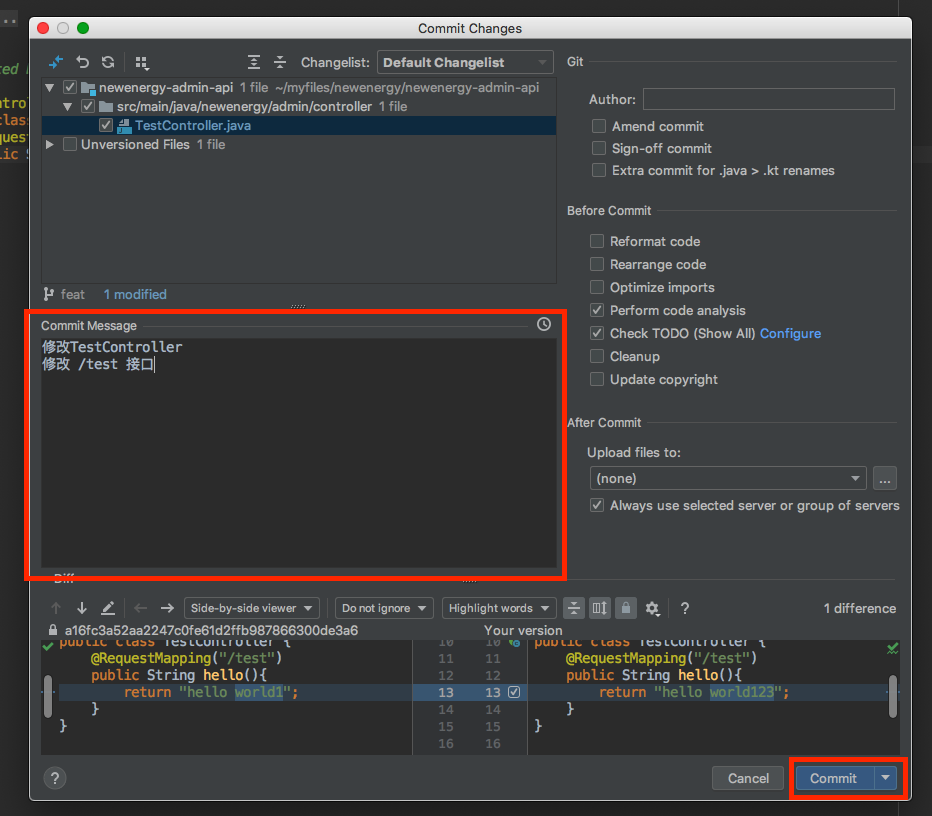 Commit Changes
Changelist: Default Changelist
newenergy-admin-api 1 file ~/myfiles/newenergy/newenergy-admin-api
src/main/java/newenergy/admin/controller 1 file
TestController.java
Unversioned Files 1 file
feat 1 modified
Git
Author:
Amend commit
Sign-off commit
Extra commit for .java > .kt renames
Before Commit
Reformat code
Rearrange code
Optimize imports
Perform code analysis
Check TODO (Show All) Configure
Cleanup
Update copyright
After Commit
Upload files to:
(none)
...
Always use selected server or group of servers
Commit Message
修改TestController
修改 /test 接口
Diff
Side-by-side viewer Do not ignore Highlight words ? 1 difference
a16fc3a52aa2247c0fe61d2ffb987866300de3a6 Your version
public class TestController { 10 10 public class TestController {
@RequestMapping("/test") 11 11 @RequestMapping("/test")
public String hello(){ 12 12 public String hello(){
return "hello world1"; 13 13 return "hello world123";
} 14 14 }
} 15 15 }
16 16
? Cancel Commit